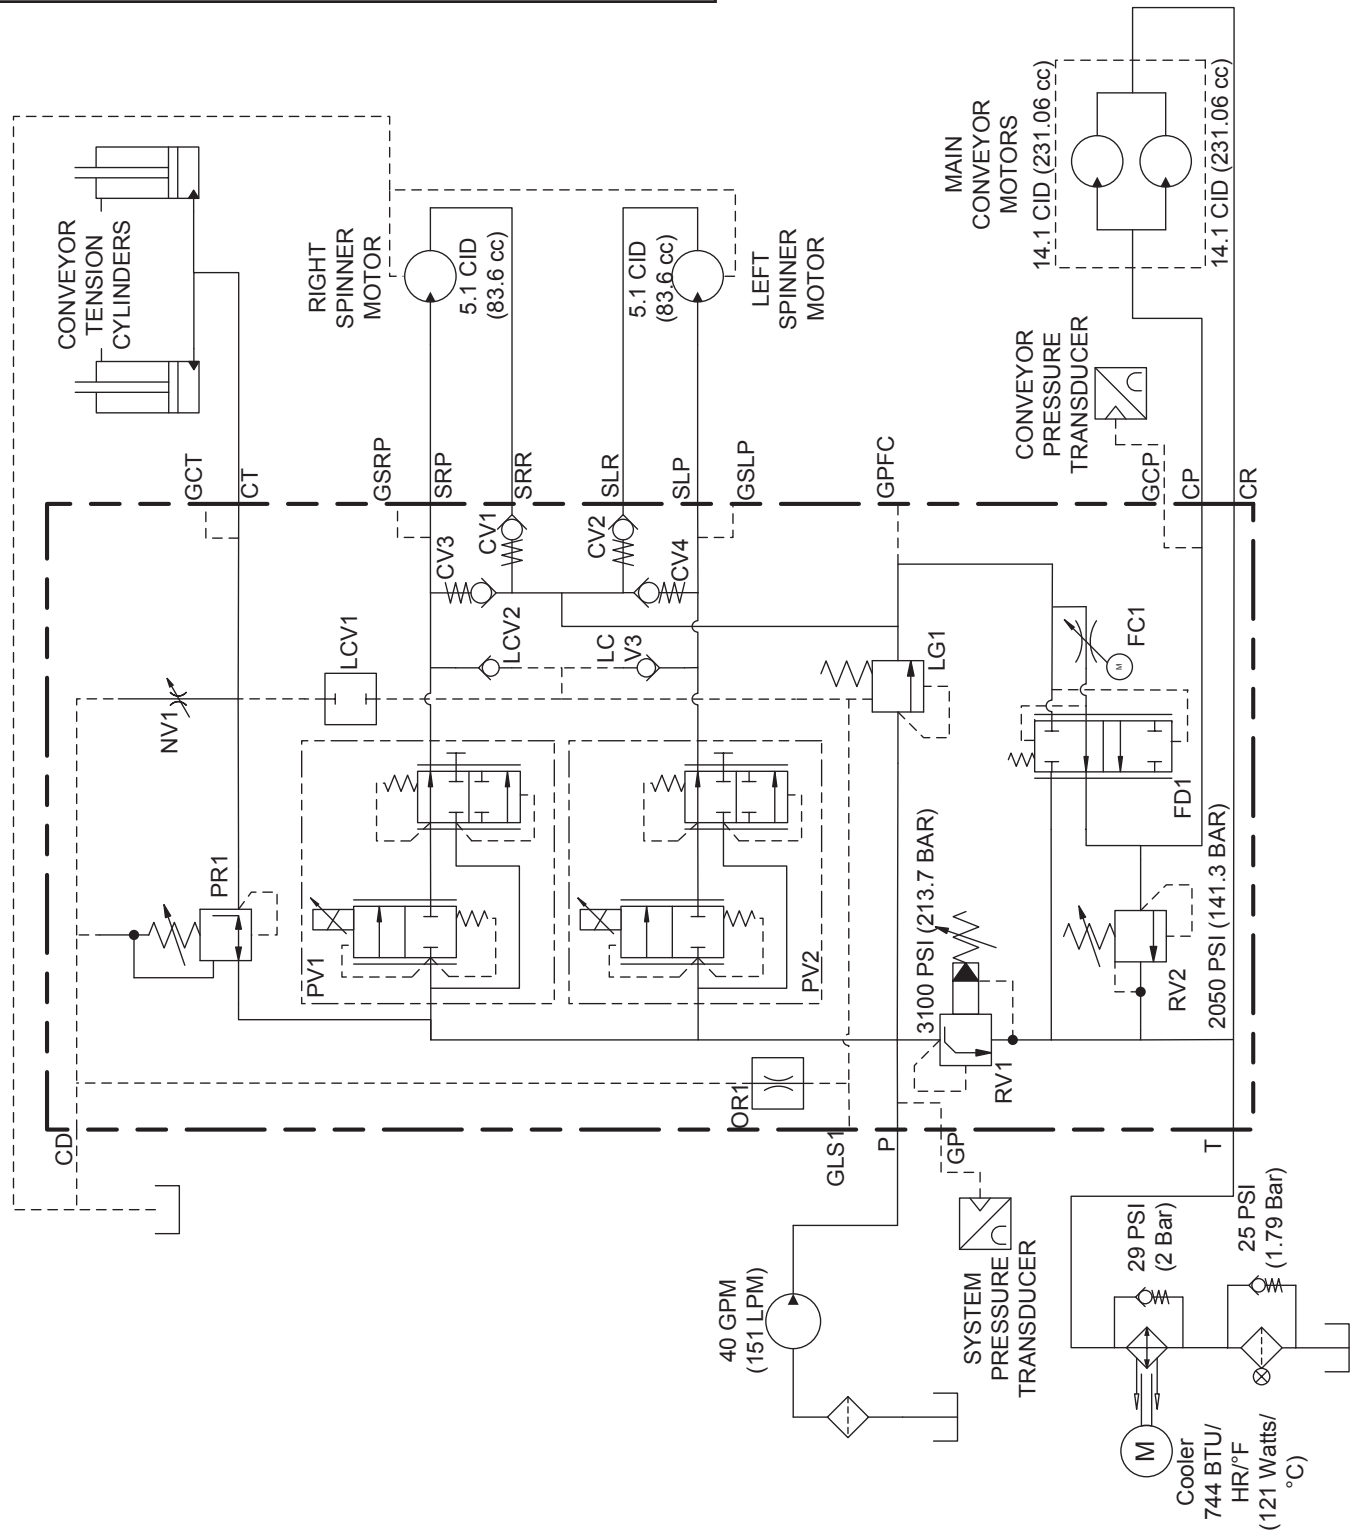 CONVEYOR
TENSION
CYLINDERS
RIGHT
SPINNER
MOTOR
5.1 CID
(83.6 cc)
5.1 CID
(83.6 cc)
LEFT
SPINNER
MOTOR
MAIN
CONVEYOR
MOTORS
14.1 CID (231.06 cc)
14.1 CID (231.06 cc)
CONVEYOR
PRESSURE
TRANSDUCER
GCT
CT
GSRP
SRP
SRR
SLR
SLP
GSLP
GPFC
GCP
CP
CR
CV3
CV1
CV2
CV4
NV1
LCV1
LCV2
LC
V3
LG1
FC1
M
PR1
PV1
PV2
FD1
3100 PSI (213.7 BAR)
RV1
RV2
2050 PSI (141.3 BAR)
OR1
CD
GLS1
P
GP
T
40 GPM
(151 LPM)
SYSTEM
PRESSURE
TRANSDUCER
29 PSI
(2 Bar)
25 PSI
(1.79 Bar)
M
Cooler
744 BTU/
HR/°F
(121 Watts/
°C)